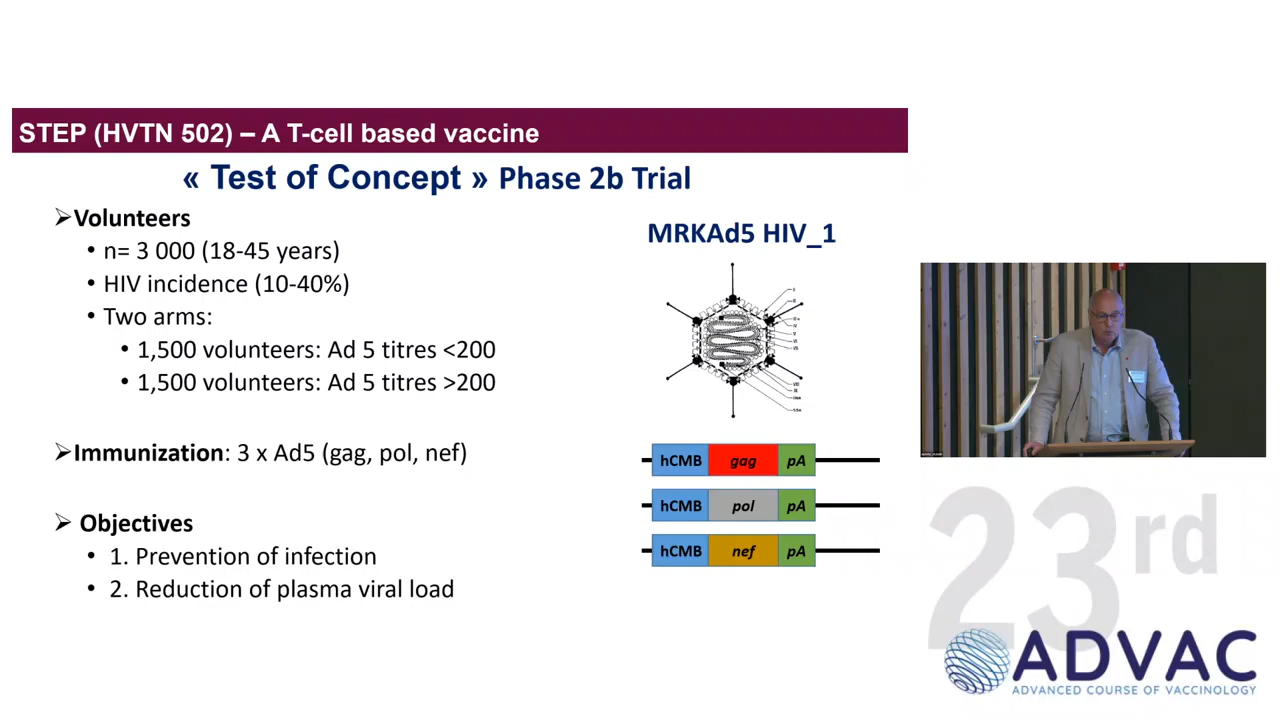 STEP (HVTN 502) – A T-cell based vaccine
« Test of Concept » Phase 2b Trial
➢Volunteers
• n= 3 000 (18-45 years)
• HIV incidence (10-40%)
• Two arms:
• 1,500 volunteers: Ad 5 titres <200
• 1,500 volunteers: Ad 5 titres >200
➢Immunization: 3 x Ad5 (gag, pol, nef)
➢ Objectives
• 1. Prevention of infection
• 2. Reduction of plasma viral load
MRKAd5 HIV_1
hCMB gag pA
hCMB pol pA
hCMB nef pA
23rd
ADVAC
ADVANCED COURSE OF VACCINOLOGY